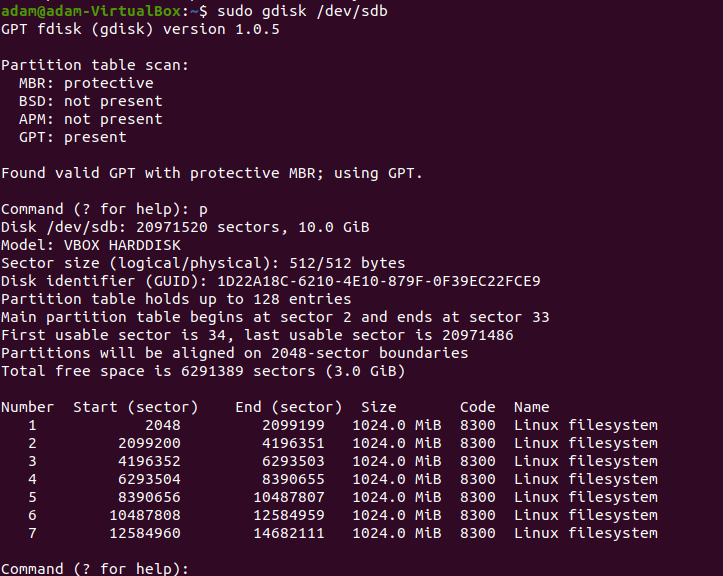 adam@adam-VirtualBox:~$ sudo gdisk /dev/sdb
GPT fdisk (gdisk) version 1.0.5

Partition table scan:
  MBR: protective
  BSD: not present
  APM: not present
  GPT: present

Found valid GPT with protective MBR; using GPT.

Command (? for help): p
Disk /dev/sdb: 20971520 sectors, 10.0 GiB
Model: VBOX HARDDISK
Sector size (logical/physical): 512/512 bytes
Disk identifier (GUID): 1D22A18C-6210-4E10-879F-0F39EC22FCE9
Partition table holds up to 128 entries
Main partition table begins at sector 2 and ends at sector 33
First usable sector is 34, last usable sector is 20971486
Partitions will be aligned on 2048-sector boundaries
Total free space is 6291389 sectors (3.0 GiB)

Number  Start (sector)    End (sector)  Size       Code  Name
   1            2048         2099199   1024.0 MiB  8300  Linux filesystem
   2         2099200         4196351   1024.0 MiB  8300  Linux filesystem
   3         4196352         6293503   1024.0 MiB  8300  Linux filesystem
   4         6293504         8390655   1024.0 MiB  8300  Linux filesystem
   5         8390656        10487807   1024.0 MiB  8300  Linux filesystem
   6        10487808        12584959   1024.0 MiB  8300  Linux filesystem
   7        12584960        14682111   1024.0 MiB  8300  Linux filesystem

Command (? for help):